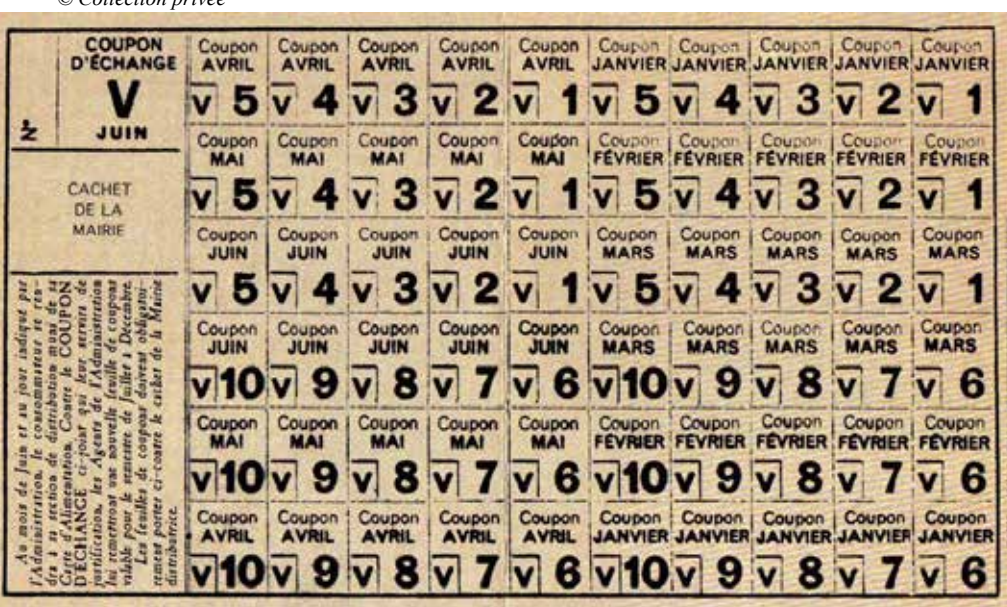 © Collection privée
N°
COUPON
D'ÉCHANGE
V
JUIN
CACHET
DE LA
MAIRIE
Au mois de Juin et au jour indiqué par
l'Administration, le consommateur se ren-
dra à sa section de distribution muni de sa
Carte d'Alimentation. Contre le COUPON
D'ÉCHANGE ci-joint qui leur servira de
justification, les Agents de l'Administration
lui remettront une nouvelle feuille de coupons
valable pour le semestre de Juillet à Décembre.
Les feuilles de coupons doivent obligatoi-
rement porter ci-contre le cachet de la Mairie
distributrice.
Coupon Coupon Coupon Coupon Coupon Coupon Coupon Coupon Coupon Coupon
AVRIL AVRIL AVRIL AVRIL AVRIL JANVIER JANVIER JANVIER JANVIER JANVIER
V 5 V 4 V 3 V 2 V 1 V 5 V 4 V 3 V 2 V 1
Coupon Coupon Coupon Coupon Coupon Coupon Coupon Coupon Coupon Coupon
MAI MAI MAI MAI MAI FÉVRIER FÉVRIER FÉVRIER FÉVRIER FÉVRIER
V 5 V 4 V 3 V 2 V 1 V 5 V 4 V 3 V 2 V 1
Coupon Coupon Coupon Coupon Coupon Coupon Coupon Coupon Coupon Coupon
JUIN JUIN JUIN JUIN JUIN MARS MARS MARS MARS MARS
V 5 V 4 V 3 V 2 V 1 V 5 V 4 V 3 V 2 V 1
Coupon Coupon Coupon Coupon Coupon Coupon Coupon Coupon Coupon Coupon
JUIN JUIN JUIN JUIN JUIN MARS MARS MARS MARS MARS
V 10 V 9 V 8 V 7 V 6 V 10 V 9 V 8 V 7 V 6
Coupon Coupon Coupon Coupon Coupon Coupon Coupon Coupon Coupon Coupon
MAI MAI MAI MAI MAI FÉVRIER FÉVRIER FÉVRIER FÉVRIER FÉVRIER
V 10 V 9 V 8 V 7 V 6 V 10 V 9 V 8 V 7 V 6
Coupon Coupon Coupon Coupon Coupon Coupon Coupon Coupon Coupon Coupon
AVRIL AVRIL AVRIL AVRIL AVRIL JANVIER JANVIER JANVIER JANVIER JANVIER
V 10 V 9 V 8 V 7 V 6 V 10 V 9 V 8 V 7 V 6